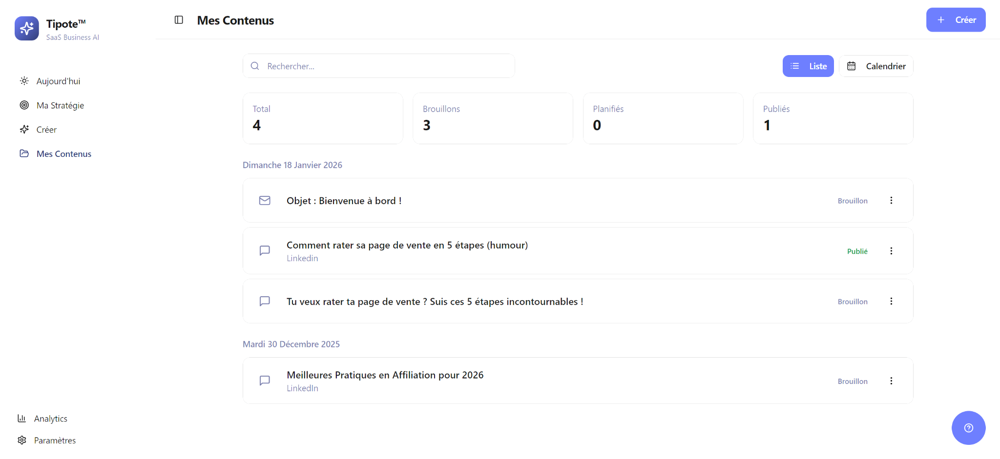 Tipote™
SaaS Business AI
Aujourd'hui
Ma Stratégie
Créer
Mes Contenus
Analytics
Paramètres
Mes Contenus
Créer
Rechercher...
Liste
Calendrier
Total
4
Brouillons
3
Planifiés
0
Publiés
1
Dimanche 18 Janvier 2026
Objet : Bienvenue à bord !
Brouillon
Comment rater sa page de vente en 5 étapes (humour)
Linkedin
Publié
Tu veux rater ta page de vente ? Suis ces 5 étapes incontournables !
Brouillon
Mardi 30 Décembre 2025
Meilleures Pratiques en Affiliation pour 2026
LinkedIn
Brouillon